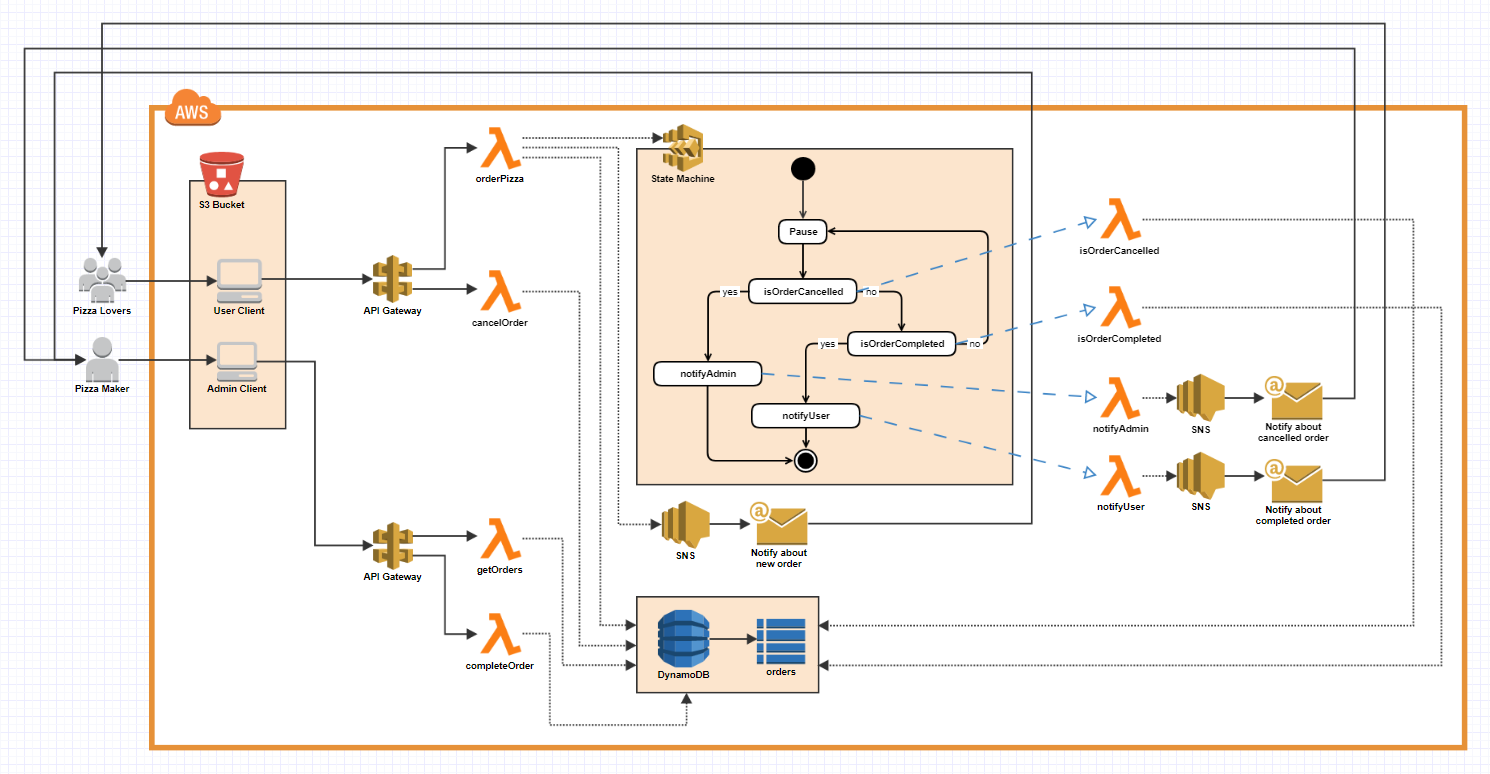 AWS
S3 Bucket
Pizza Lovers
User Client
Pizza Maker
Admin Client
API Gateway
orderPizza
cancelOrder
API Gateway
getOrders
completeOrder
State Machine
Pause
isOrderCancelled
yes
no
isOrderCompleted
yes
no
notifyAdmin
notifyUser
SNS
Notify about
new order
DynamoDB
orders
isOrderCancelled
isOrderCompleted
notifyAdmin
SNS
@
Notify about
cancelled order
notifyUser
SNS
@
Notify about
completed order
@